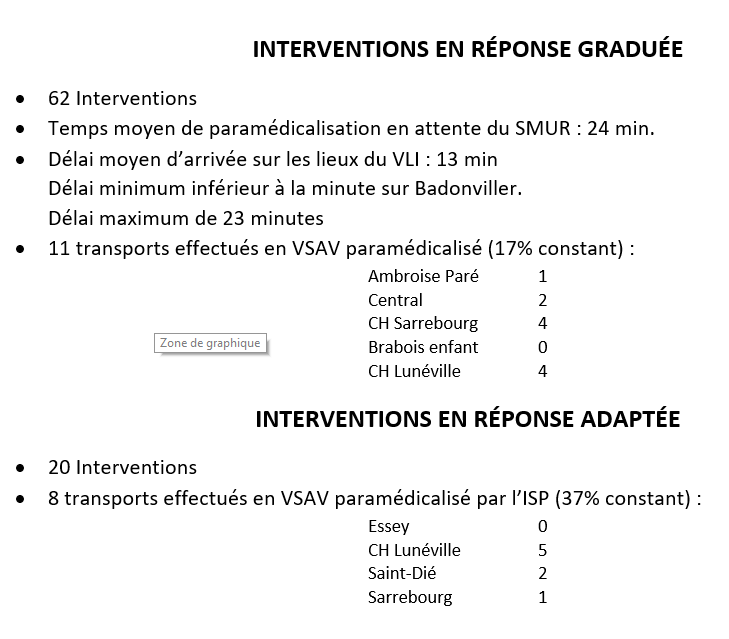 INTERVENTIONS EN RÉPONSE GRADUÉE
• 62 Interventions
• Temps moyen de paramédicalisation en attente du SMUR : 24 min.
• Délai moyen d’arrivée sur les lieux du VLI : 13 min
Délai minimum inférieur à la minute sur Badonviller.
Délai maximum de 23 minutes
• 11 transports effectués en VSAV paramédicalisé (17% constant) :
Ambroise Paré 1
Central 2
CH Sarrebourg 4
Zone de graphique
Brabois enfant 0
CH Lunéville 4
INTERVENTIONS EN RÉPONSE ADAPTÉE
• 20 Interventions
• 8 transports effectués en VSAV paramédicalisé par l’ISP (37% constant) :
Essey 0
CH Lunéville 5
Saint-Dié 2
Sarrebourg 1